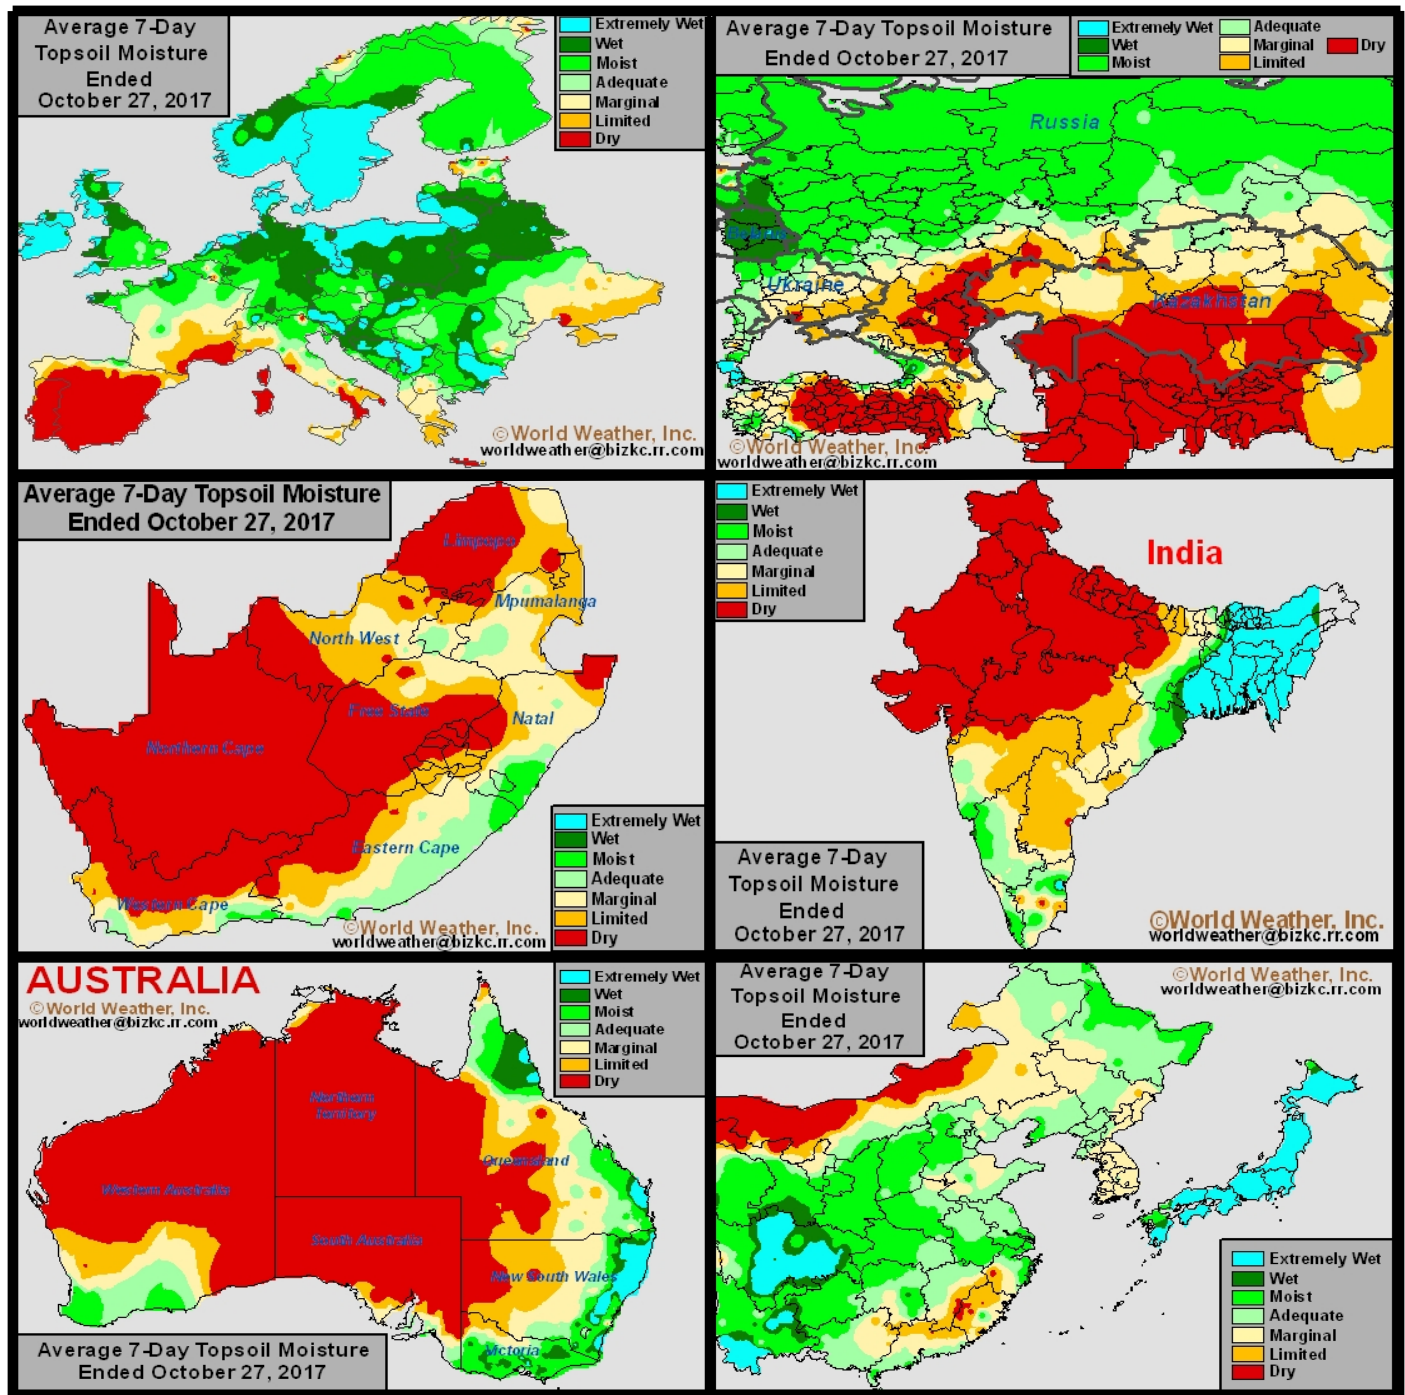 Average 7-Day
Topsoil Moisture
Ended
October 27, 2017
Extremely Wet
Wet
Moist
Adequate
Marginal
Limited
Dry
©World Weather, Inc.
worldweather@bizkc.rr.com
Average 7-Day Topsoil Moisture
Ended October 27, 2017
Extremely Wet
Wet
Moist
Adequate
Marginal
Limited
Dry
Russia
Belarus
Ukraine
Kazakhstan
©World Weather, Inc.
worldweather@bizkc.rr.com
Average 7-Day Topsoil Moisture
Ended October 27, 2017
Limpopo
Mpumalanga
North West
Free State
Natal
Northern Cape
Eastern Cape
Western Cape
Extremely Wet
Wet
Moist
Adequate
Marginal
Limited
Dry
©World Weather, Inc.
worldweather@bizkc.rr.com
Extremely Wet
Wet
Moist
Adequate
Marginal
Limited
Dry
India
Average 7-Day
Topsoil Moisture
Ended
October 27, 2017
©World Weather, Inc.
worldweather@bizkc.rr.com
AUSTRALIA
©World Weather, Inc.
worldweather@bizkc.rr.com
Extremely Wet
Wet
Moist
Adequate
Marginal
Limited
Dry
Northern
Territory
Queensland
Western Australia
South Australia
New South Wales
Victoria
Average 7-Day Topsoil Moisture
Ended October 27, 2017
Average 7-Day
Topsoil Moisture
Ended
October 27, 2017
©World Weather, Inc.
worldweather@bizkc.rr.com
Extremely Wet
Wet
Moist
Adequate
Marginal
Limited
Dry